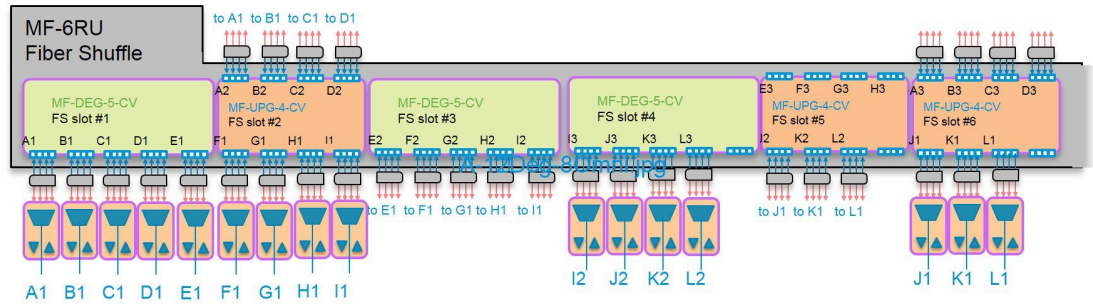 MF-6RU
Fiber Shuffle
to A1 to B1 to C1 to D1
MF-DEG-5-CV
FS slot #1
A1 B1 C1 D1 E1
A2 B2 C2 D2
MF-UPG-4-CV
FS slot #2
F1 G1 H1 I1
MF-DEG-5-CV
FS slot #3
E2 F2 G2 H2 I2
MF-DEG-5-CV
FS slot #4
I3 J3 K3 L3
E3 F3 G3 H3
MF-UPG-4-CV
FS slot #5
J2 K2 L2
A3 B3 C3 D3
MF-UPG-4-CV
FS slot #6
J1 K1 L1
to E1 to F1 to G1 to H1 to I1
to J1 to K1 to L1
A1 B1 C1 D1 E1 F1 G1 H1 I1
I2 J2 K2 L2
J1 K1 L1